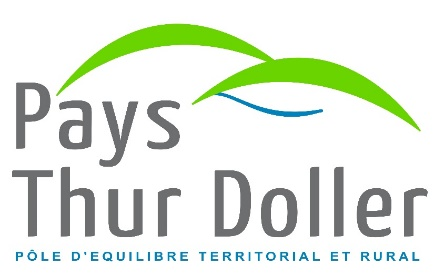 Pays
Thur Doller
PÔLE D'EQUILIBRE TERRITORIAL ET RURAL